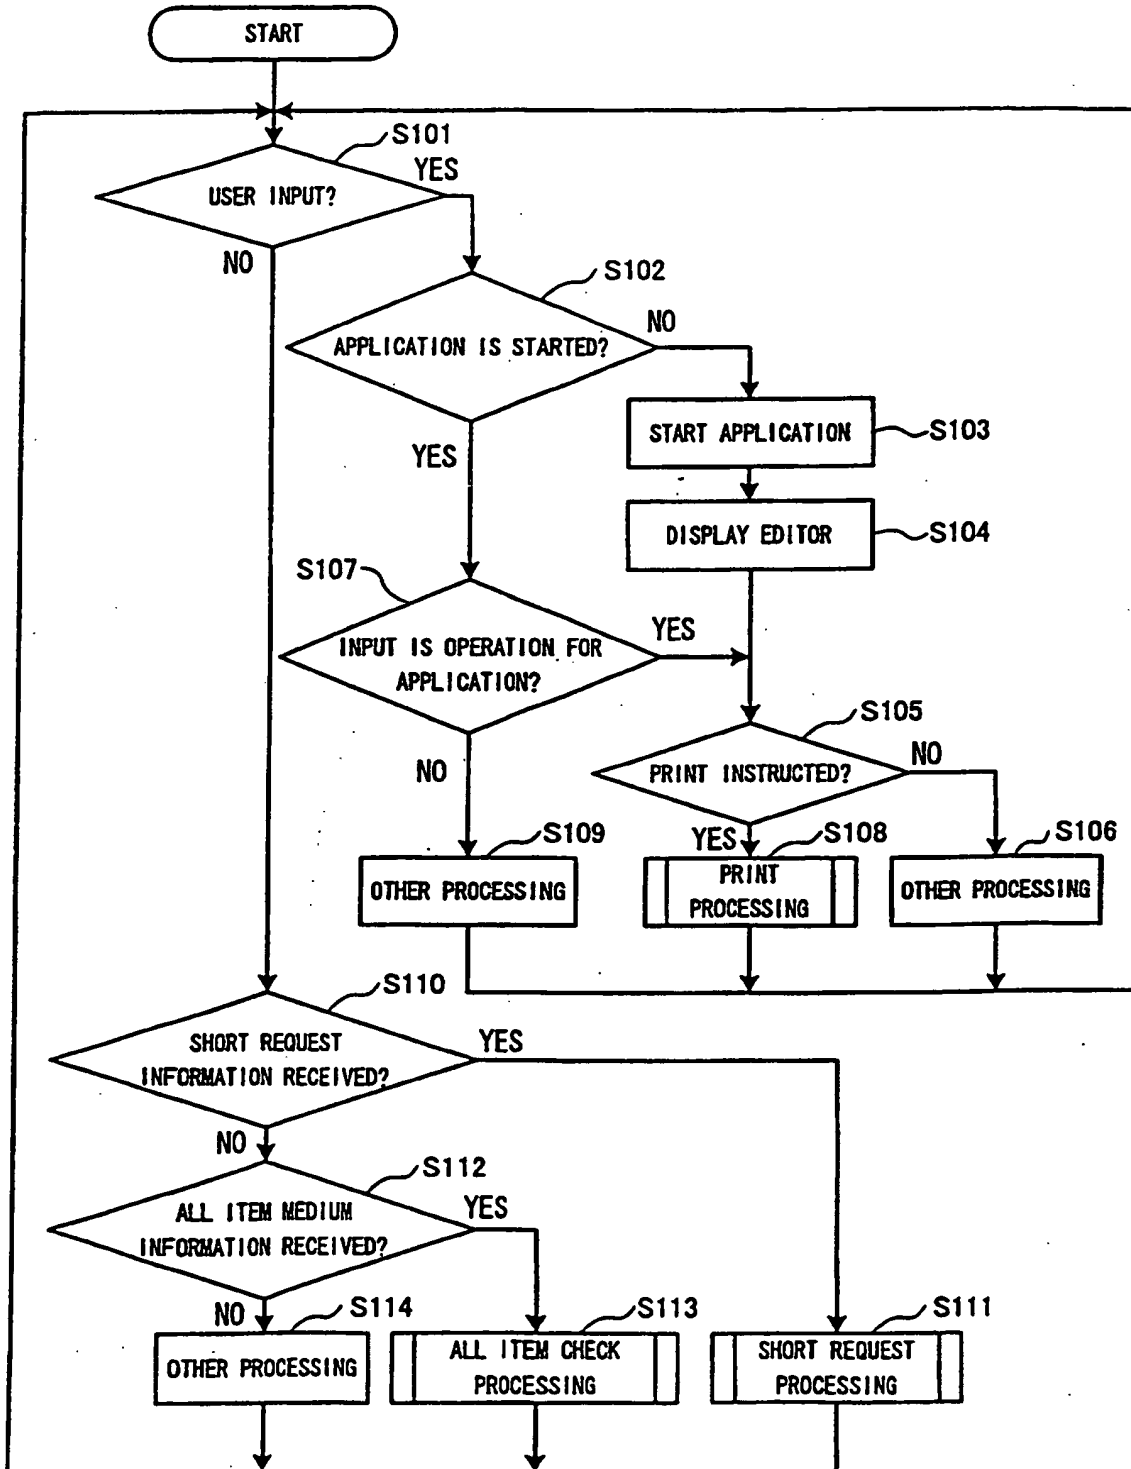 START
S101
YES
USER INPUT?
NO
S102
NO
APPLICATION IS STARTED?
START APPLICATION
S103
YES
DISPLAY EDITOR
S104
S107
YES
INPUT IS OPERATION FOR
APPLICATION?
S105
NO
PRINT INSTRUCTED?
NO
S109
YES
S108
S106
OTHER PROCESSING
PRINT
PROCESSING
OTHER PROCESSING
S110
SHORT REQUEST
INFORMATION RECEIVED?
YES
NO
S112
ALL ITEM MEDIUM
INFORMATION RECEIVED?
YES
NO
S114
S113
S111
OTHER PROCESSING
ALL ITEM CHECK
PROCESSING
SHORT REQUEST
PROCESSING